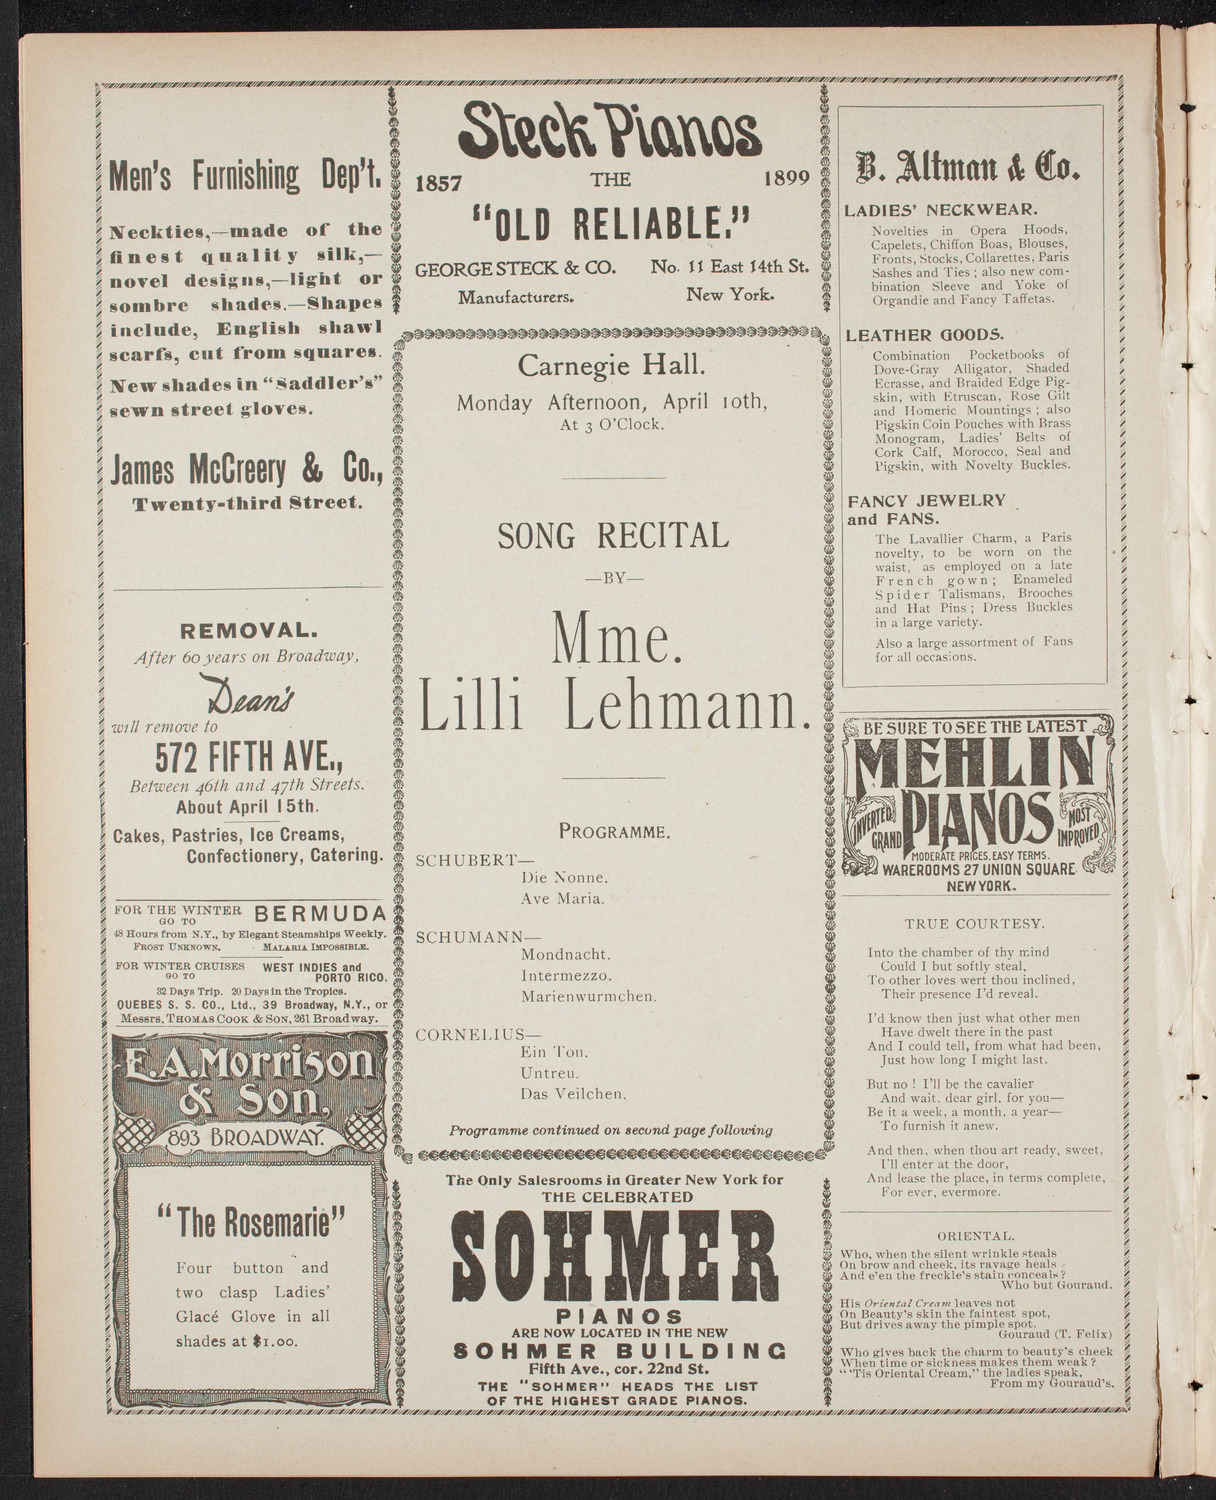 Men's Furnishing Dep't.
Neckties,—made of the
finest quality silk,—
novel designs,—light or
sombre shades.—Shapes
include, English shawl
scarfs, cut from squares.
New shades in "Saddler's"
sewn street gloves.
James McCreery & Co.,
Twenty-third Street.
REMOVAL.
After 60 years on Broadway,
Dean's
will remove to
572 FIFTH AVE.,
Between 46th and 47th Streets.
About April 15th.
Cakes, Pastries, Ice Creams,
Confectionery, Catering.
FOR THE WINTER GO TO BERMUDA
48 Hours from N.Y., by Elegant Steamships Weekly.
FROST UNKNOWN. MALARIA IMPOSSIBLE.
FOR WINTER CRUISES GO TO WEST INDIES and PORTO RICO.
32 Days Trip. 20 Days in the Tropics.
QUEBES S. S. CO., Ltd., 39 Broadway, N.Y., or
Messrs. THOMAS COOK & SON, 261 Broadway.
E.A. Morrison
& Son,
893 BROADWAY.
"The Rosemarie"
Four button and
two clasp Ladies'
Glacé Glove in all
shades at $1.00.
Steck Pianos
1857 THE 1899
"OLD RELIABLE."
GEORGE STECK & CO. No. 11 East 14th St.
Manufacturers. New York.
Carnegie Hall.
Monday Afternoon, April 10th,
At 3 O'Clock.
SONG RECITAL
—BY—
Mme.
Lilli Lehmann.
PROGRAMME.
SCHUBERT—
Die Nonne.
Ave Maria.
SCHUMANN—
Mondnacht.
Intermezzo.
Marienwurmchen.
CORNELIUS—
Ein Ton.
Untreu.
Das Veilchen.
Programme continued on second page following
The Only Salesrooms in Greater New York for
THE CELEBRATED
SOHMER
PIANOS
ARE NOW LOCATED IN THE NEW
SOHMER BUILDING
Fifth Ave., cor. 22nd St.
THE "SOHMER" HEADS THE LIST
OF THE HIGHEST GRADE PIANOS.
B. Altman & Co.
LADIES' NECKWEAR.
Novelties in Opera Hoods,
Capelets, Chiffon Boas, Blouses,
Fronts, Stocks, Collarettes, Paris
Sashes and Ties; also new com-
bination Sleeve and Yoke of
Organdie and Fancy Taffetas.
LEATHER GOODS.
Combination Pocketbooks of
Dove-Gray Alligator, Shaded
Ecrasse, and Braided Edge Pig-
skin, with Etruscan, Rose Gilt
and Homeric Mountings; also
Pigskin Coin Pouches with Brass
Monogram, Ladies' Belts of
Cork Calf, Morocco, Seal and
Pigskin, with Novelty Buckles.
FANCY JEWELRY
and FANS.
The Lavallier Charm, a Paris
novelty, to be worn on the
waist, as employed on a late
French gown; Enameled
Spider Talismans, Brooches
and Hat Pins; Dress Buckles
in a large variety.
Also a large assortment of Fans
for all occasions.
BE SURE TO SEE THE LATEST
MEHLIN
INVERTED GRAND PIANOS MOST IMPROVED
MODERATE PRICES. EASY TERMS.
WAREROOMS 27 UNION SQUARE
NEW YORK.
TRUE COURTESY.
Into the chamber of thy mind
Could I but softly steal,
To other loves wert thou inclined,
Their presence I'd reveal.
I'd know then just what other men
Have dwelt there in the past
And I could tell, from what had been,
Just how long I might last.
But no! I'll be the cavalier
And wait, dear girl, for you—
Be it a week, a month, a year—
To furnish it anew.
And then, when thou art ready, sweet,
I'll enter at the door,
And lease the place, in terms complete,
For ever, evermore.
ORIENTAL.
Who, when the silent wrinkle steals
On brow and cheek, its ravage heals
And e'en the freckle's stain conceals?
Who but Gouraud.
His Oriental Cream leaves not
On Beauty's skin the faintest spot,
But drives away the pimple spot.
Gouraud (T. Felix)
Who gives back the charm to beauty's cheek
When time or sickness makes them weak?
"'Tis Oriental Cream," the ladies speak,
From my Gouraud's.